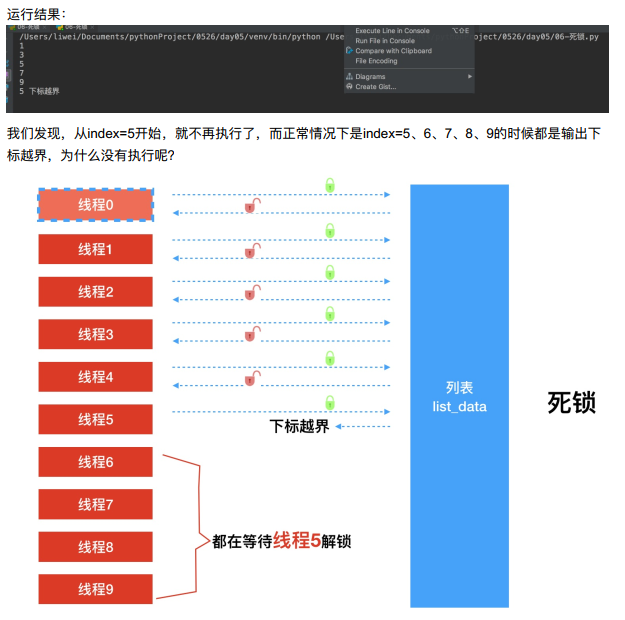 运行结果：
06-死锁 × 06-死锁 ×
/Users/liwei/Documents/pythonProject/0526/day05/venv/bin/python /Use
Execute Line in Console ⌥⇧E
Run File in Console
oject/0526/day05/06-死锁.py
1
Compare with Clipboard
3
File Encoding
5
7
Diagrams
9
Create Gist...
5 下标越界
我们发现，从index=5开始，就不再执行了，而正常情况下是index=5、6、7、8、9的时候都是输出下
标越界，为什么没有执行呢?
线程0
线程1
线程2
线程3
线程4
列表
list_data
死锁
线程5
下标越界
线程6
线程7
都在等待线程5解锁
线程8
线程9